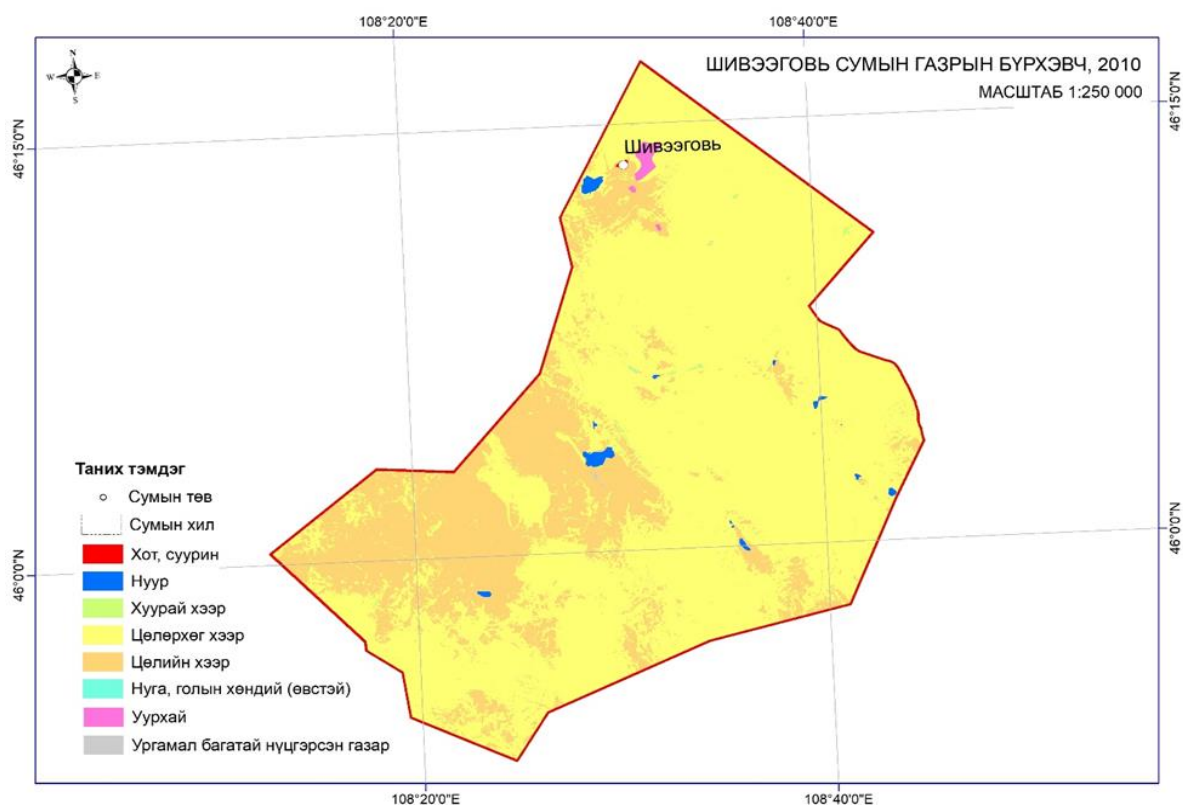 108°20'0"E
108°40'0"E
N
W
E
S
ШИВЭЭГОВЬ СУМЫН ГАЗРЫН БҮРХЭВЧ, 2010
МАСШТАБ 1:250 000
46°15'0"N
46°15'0"N
Шивээговь
Таних тэмдэг
Сумын төв
Сумын хил
Хот, суурин
Нуур
Хуурай хээр
Цөлөрхөг хээр
Цөлийн хээр
Нуга, голын хөндий (өвстэй)
Уурхай
Ургамал багатай нүцгэрсэн газар
46°0'0"N
46°0'0"N
108°20'0"E
108°40'0"E